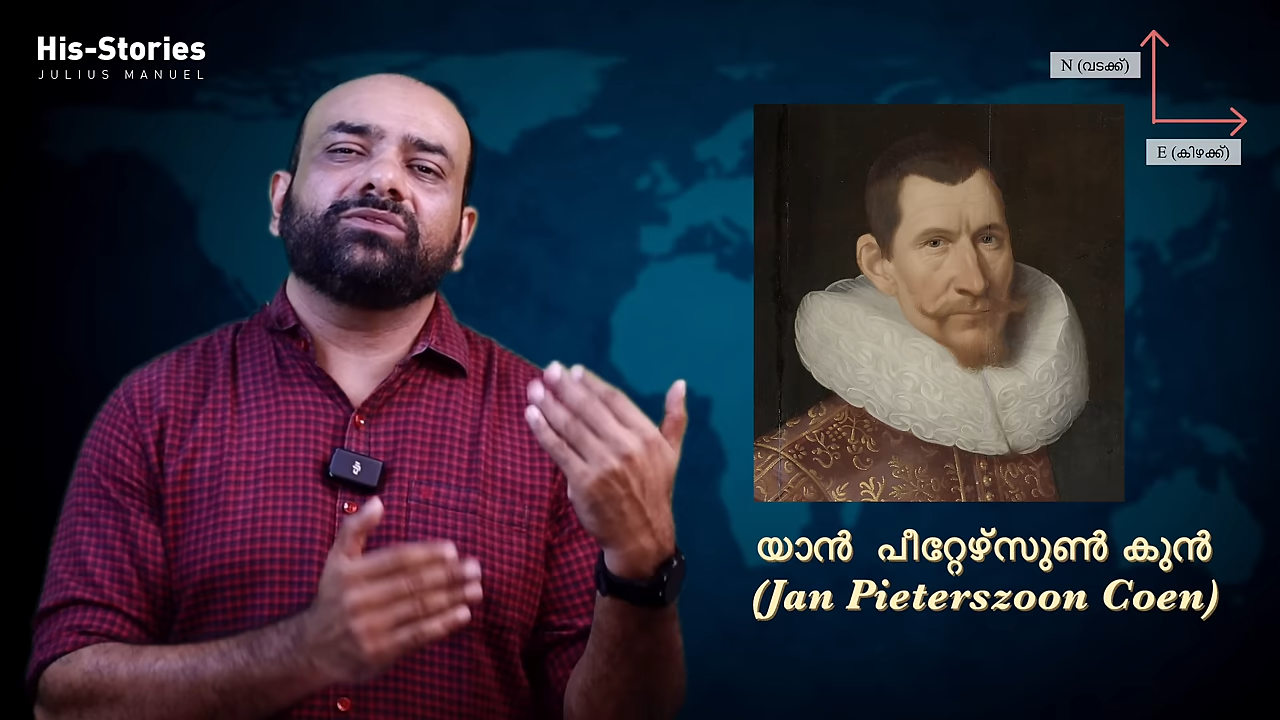 His-Stories
JULIUS MANUEL
N (വടക്ക്)
E (കിഴക്ക്)
യാൻ പീറ്റേഴ്സുൺ കുൻ
(Jan Pieterszoon Coen)